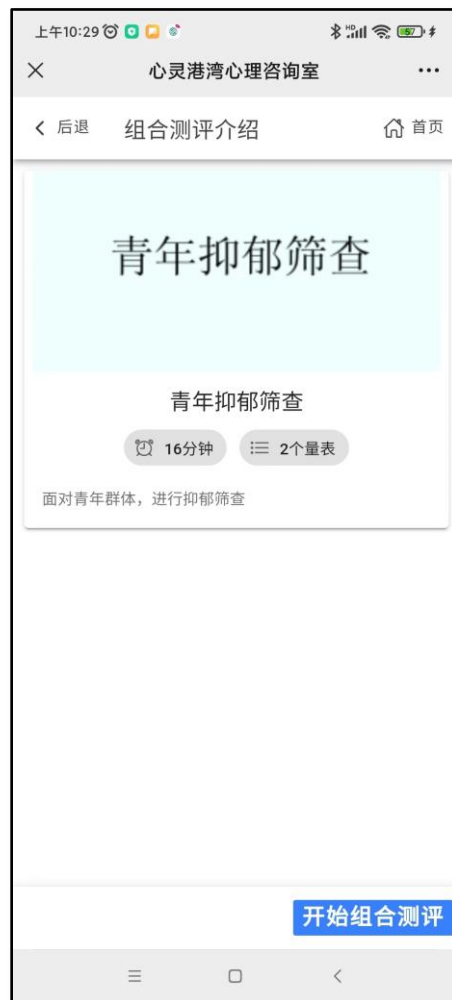 上午10:29
HD
57
心灵港湾心理咨询室
后退 组合测评介绍 首页
青年抑郁筛查
青年抑郁筛查
16分钟 2个量表
面对青年群体，进行抑郁筛查
开始组合测评